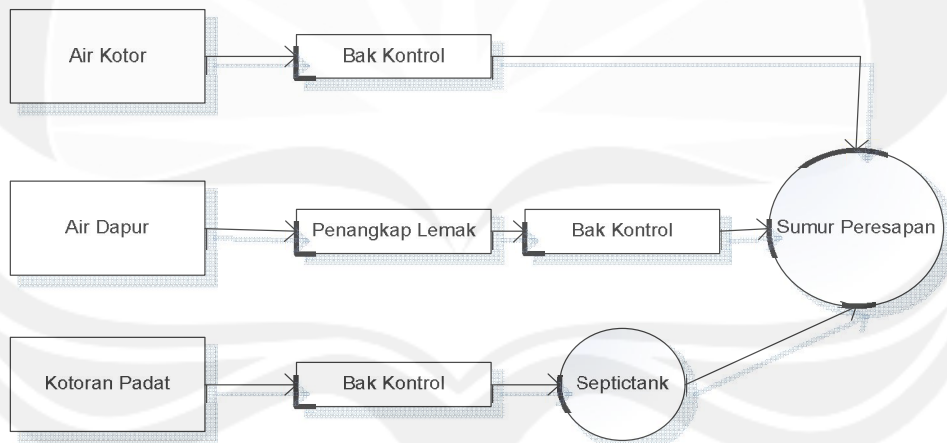 Air Kotor
Bak Kontrol
Air Dapur
Penangkap Lemak
Bak Kontrol
Sumur Peresapan
Kotoran Padat
Bak Kontrol
Septictank